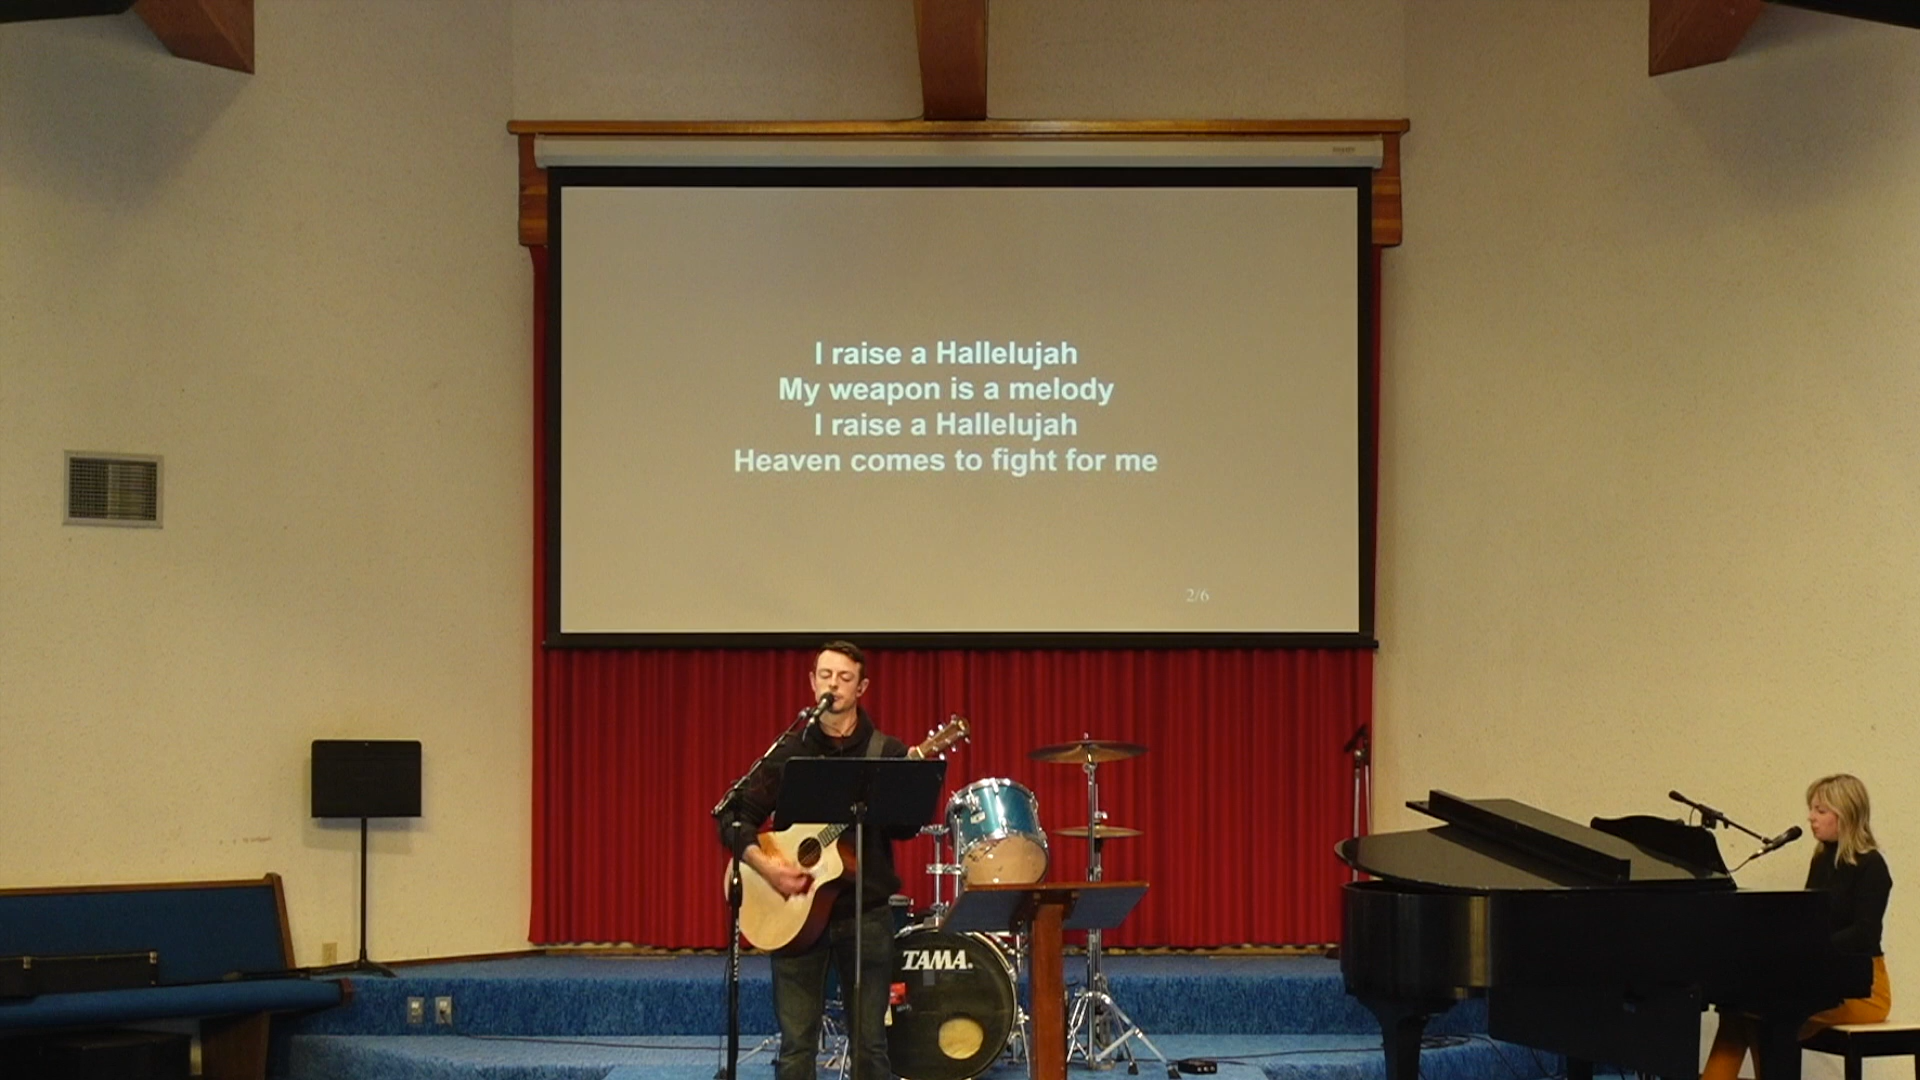 I raise a Hallelujah
My weapon is a melody
I raise a Hallelujah
Heaven comes to fight for me
2/6
TAMA.